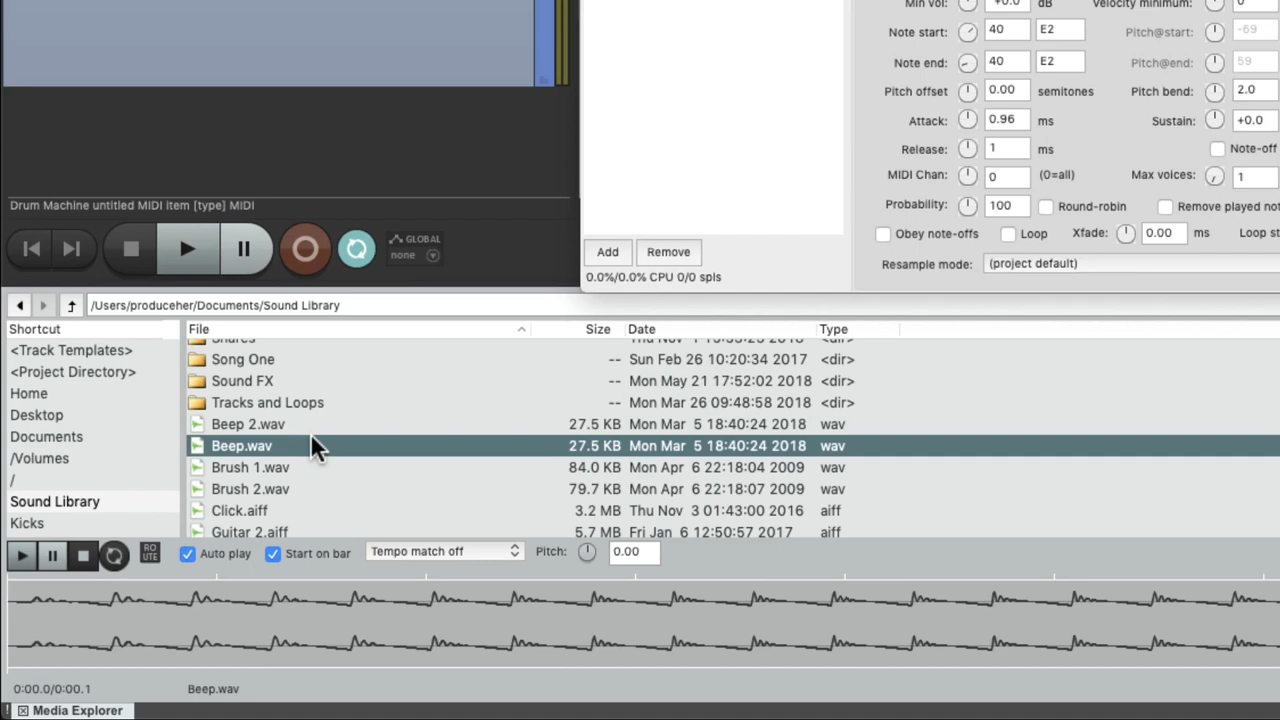 Min vol: +0.0 dB Velocity minimum: 0
Note start: 40 E2 Pitch@start: -69
Note end: 40 E2 Pitch@end: 59
Pitch offset 0.00 semitones Pitch bend: 2.0
Attack: 0.96 ms Sustain: +0.0
Release: 1 ms Note-off
MIDI Chan: 0 (0=all) Max voices: 1
Probability: 100 Round-robin Remove played not
Obey note-offs Loop Xfade: 0.00 ms Loop st
Resample mode: (project default)
Add Remove
0.0%/0.0% CPU 0/0 spls
Drum Machine untitled MIDI item [type] MIDI
GLOBAL
none
/Users/produceher/Documents/Sound Library
Shortcut
<Track Templates>
<Project Directory>
Home
Desktop
Documents
/Volumes
/
Sound Library
Kicks
File Size Date Type
Song One -- Sun Feb 26 10:20:34 2017 <dir>
Sound FX -- Mon May 21 17:52:02 2018 <dir>
Tracks and Loops -- Mon Mar 26 09:48:58 2018 <dir>
Beep 2.wav 27.5 KB Mon Mar 5 18:40:24 2018 wav
Beep.wav 27.5 KB Mon Mar 5 18:40:24 2018 wav
Brush 1.wav 84.0 KB Mon Apr 6 22:18:04 2009 wav
Brush 2.wav 79.7 KB Mon Apr 6 22:18:07 2009 wav
Click.aiff 3.2 MB Thu Nov 3 01:43:00 2016 aiff
Guitar 2.aiff 5.7 MB Fri Jan 6 12:50:57 2017 aiff
RO
UTE
Auto play Start on bar Tempo match off Pitch: 0.00
0:00.0/0:00.1 Beep.wav
! Media Explorer